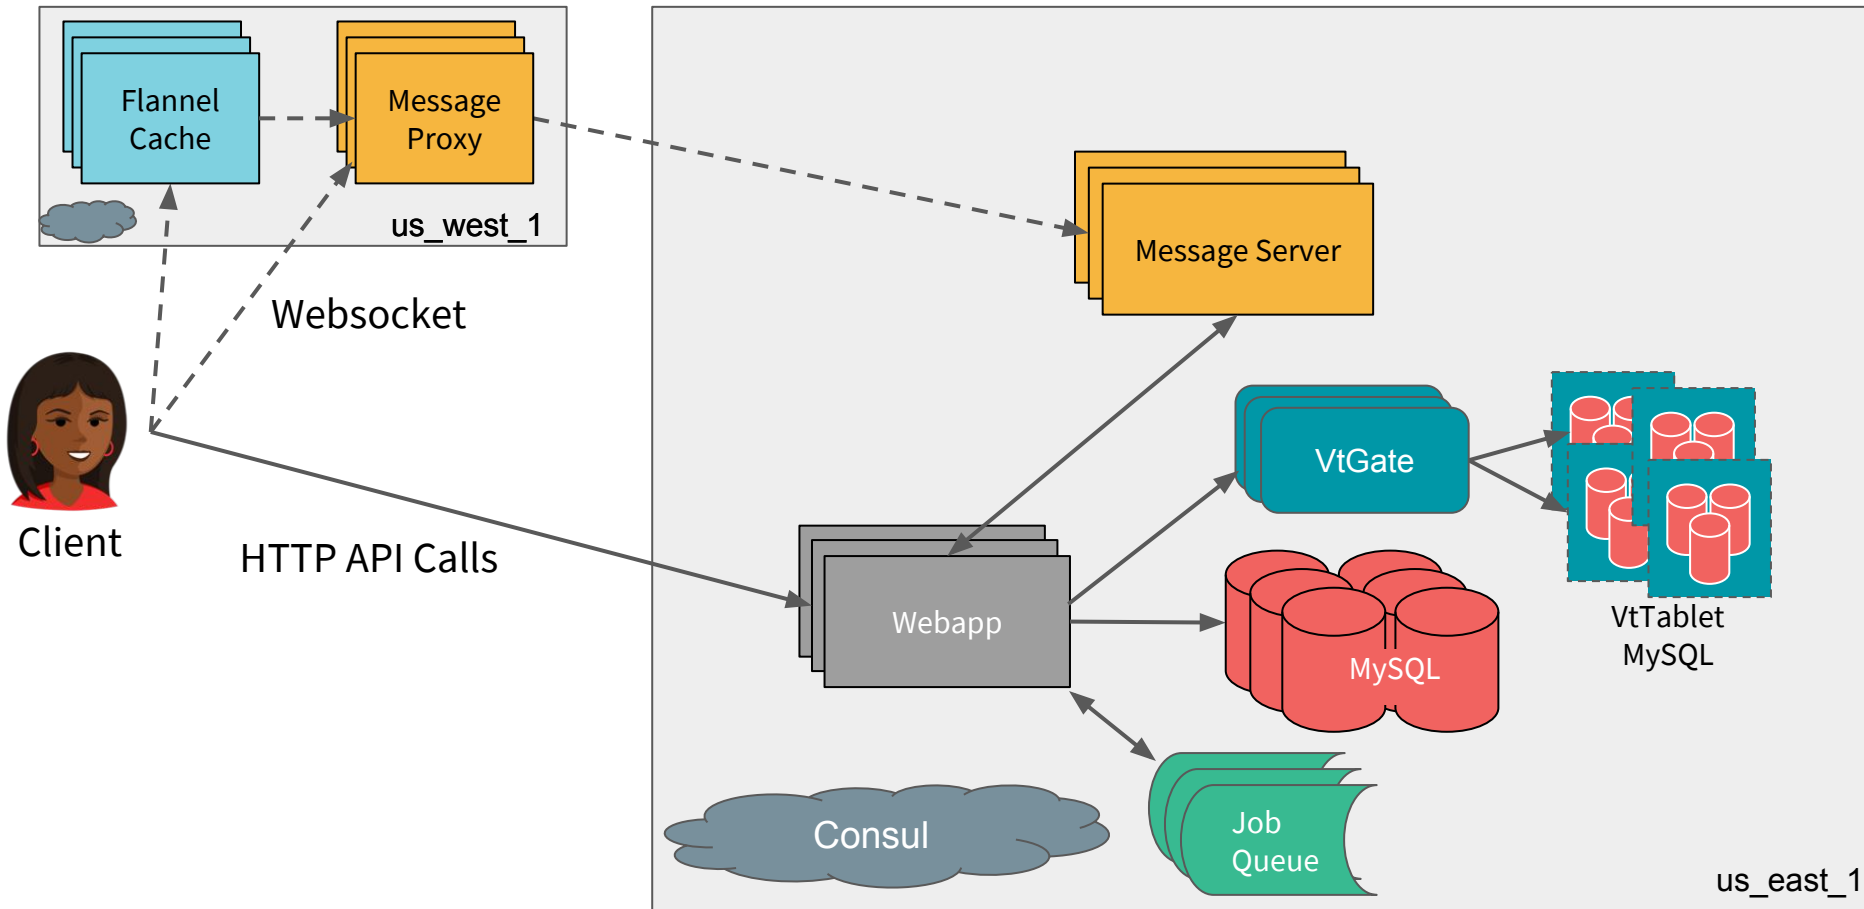 Flannel
Cache
Message
Proxy
us_west_1
Websocket
Message Server
VtGate
Client
HTTP API Calls
Webapp
MySQL
VtTablet
MySQL
Consul
Job
Queue
us_east_1